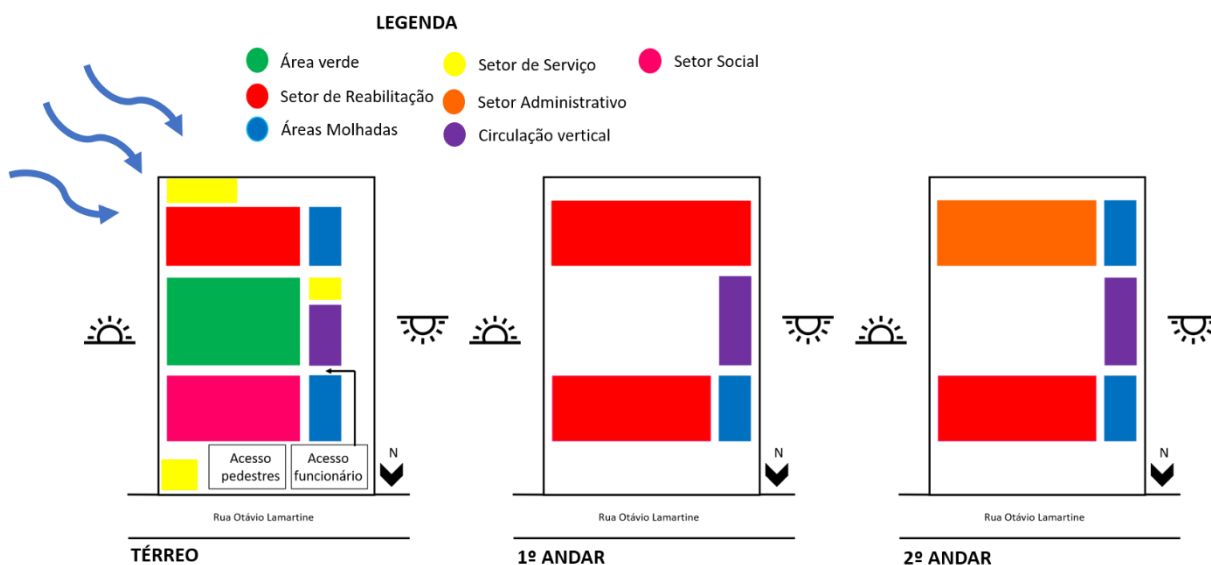 LEGENDA
Área verde
Setor de Serviço
Setor Social
Setor de Reabilitação
Setor Administrativo
Áreas Molhadas
Circulação vertical
Acesso
pedestres
Acesso
funcionário
N
N
N
Rua Otávio Lamartine
Rua Otávio Lamartine
Rua Otávio Lamartine
TÉRREO
1º ANDAR
2º ANDAR